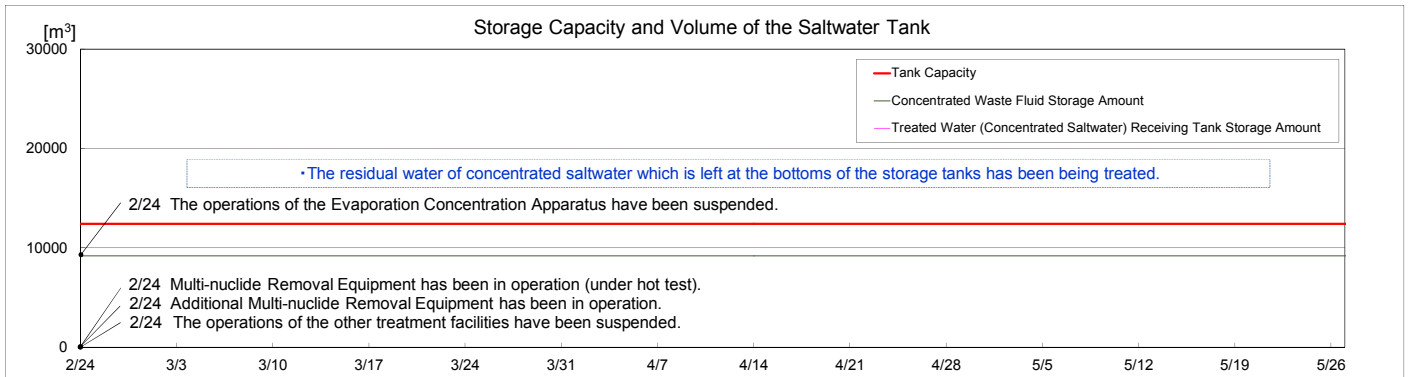 Storage Capacity and Volume of the Saltwater Tank
[m³]
30000
Tank Capacity
Concentrated Waste Fluid Storage Amount
Treated Water (Concentrated Saltwater) Receiving Tank Storage Amount
20000
・The residual water of concentrated saltwater which is left at the bottoms of the storage tanks has been being treated.
2/24 The operations of the Evaporation Concentration Apparatus have been suspended.
10000
2/24 Multi-nuclide Removal Equipment has been in operation (under hot test).
2/24 Additional Multi-nuclide Removal Equipment has been in operation.
2/24 The operations of the other treatment facilities have been suspended.
0
2/24 3/3 3/10 3/17 3/24 3/31 4/7 4/14 4/21 4/28 5/5 5/12 5/19 5/26